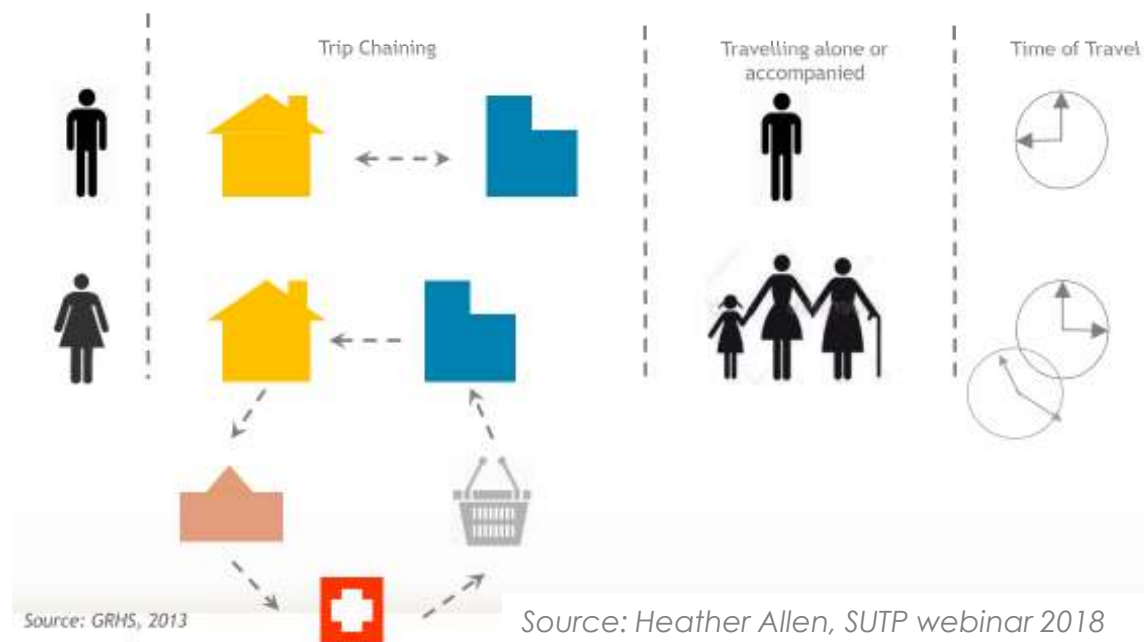 Trip Chaining
Travelling alone or
accompanied
Time of Travel
Source: GRHS, 2013
Source: Heather Allen, SUTP webinar 2018